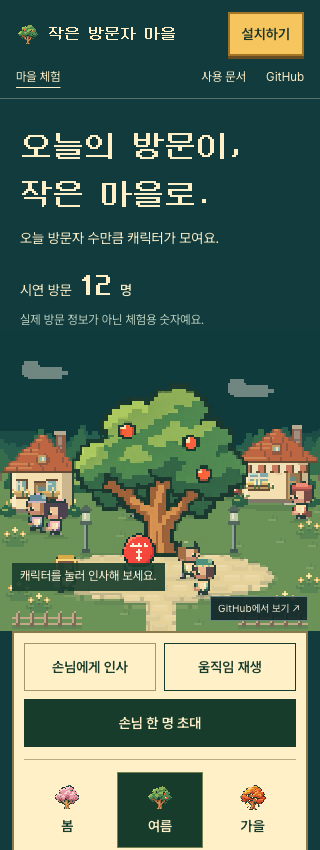 작은 방문자 마을
설치하기
마을 체험
사용 문서
GitHub
오늘의 방문이,
작은 마을로.
오늘 방문자 수만큼 캐릭터가 모여요.
시연 방문 12 명
실제 방문 정보가 아닌 체험용 숫자예요.
캐릭터를 눌러 인사해 보세요.
GitHub에서 보기 ↗
손님에게 인사
움직임 재생
손님 한 명 초대
봄
여름
가을